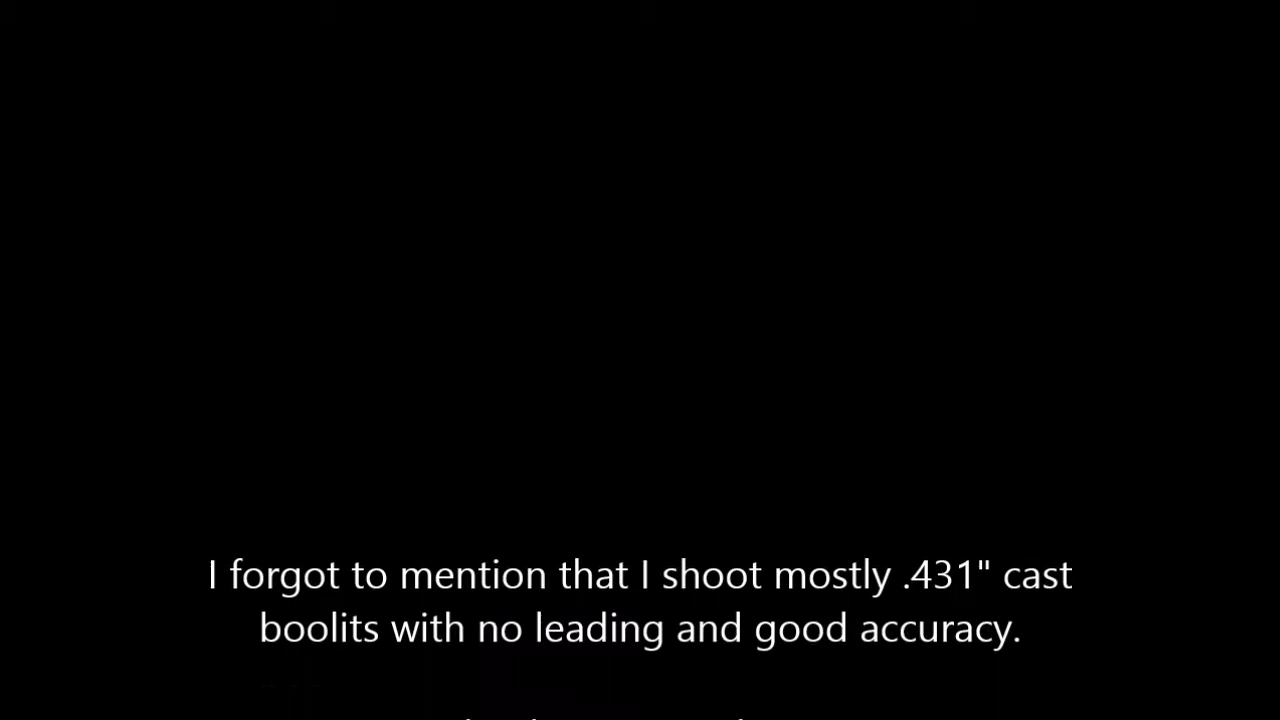 I forgot to mention that I shoot mostly .431" cast
boolits with no leading and good accuracy.